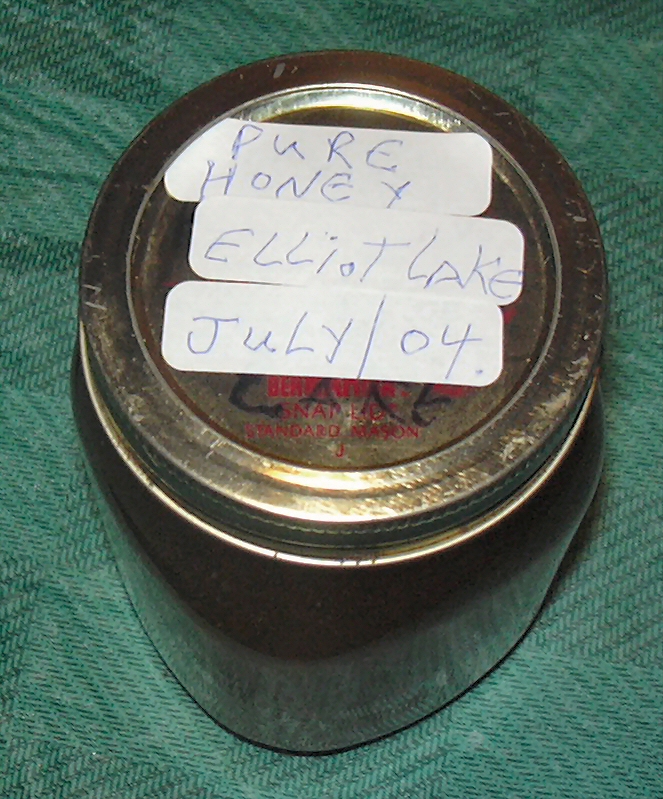 PURE
HONEY
ELLiOT LAKE
JULY/04.
SNAP LID
STANDARD MASON
J